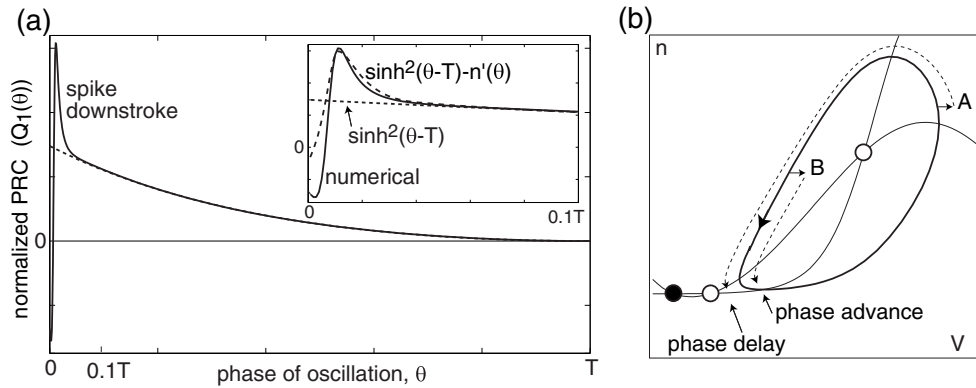 (a)
normalized PRC (Q₁(θ))
0
spike
downstroke
0
0.1T
T
phase of oscillation, θ
sinh²(θ-T)-n'(θ)
sinh²(θ-T)
0
numerical
0
0.1T
(b)
n
A
B
phase advance
phase delay
V